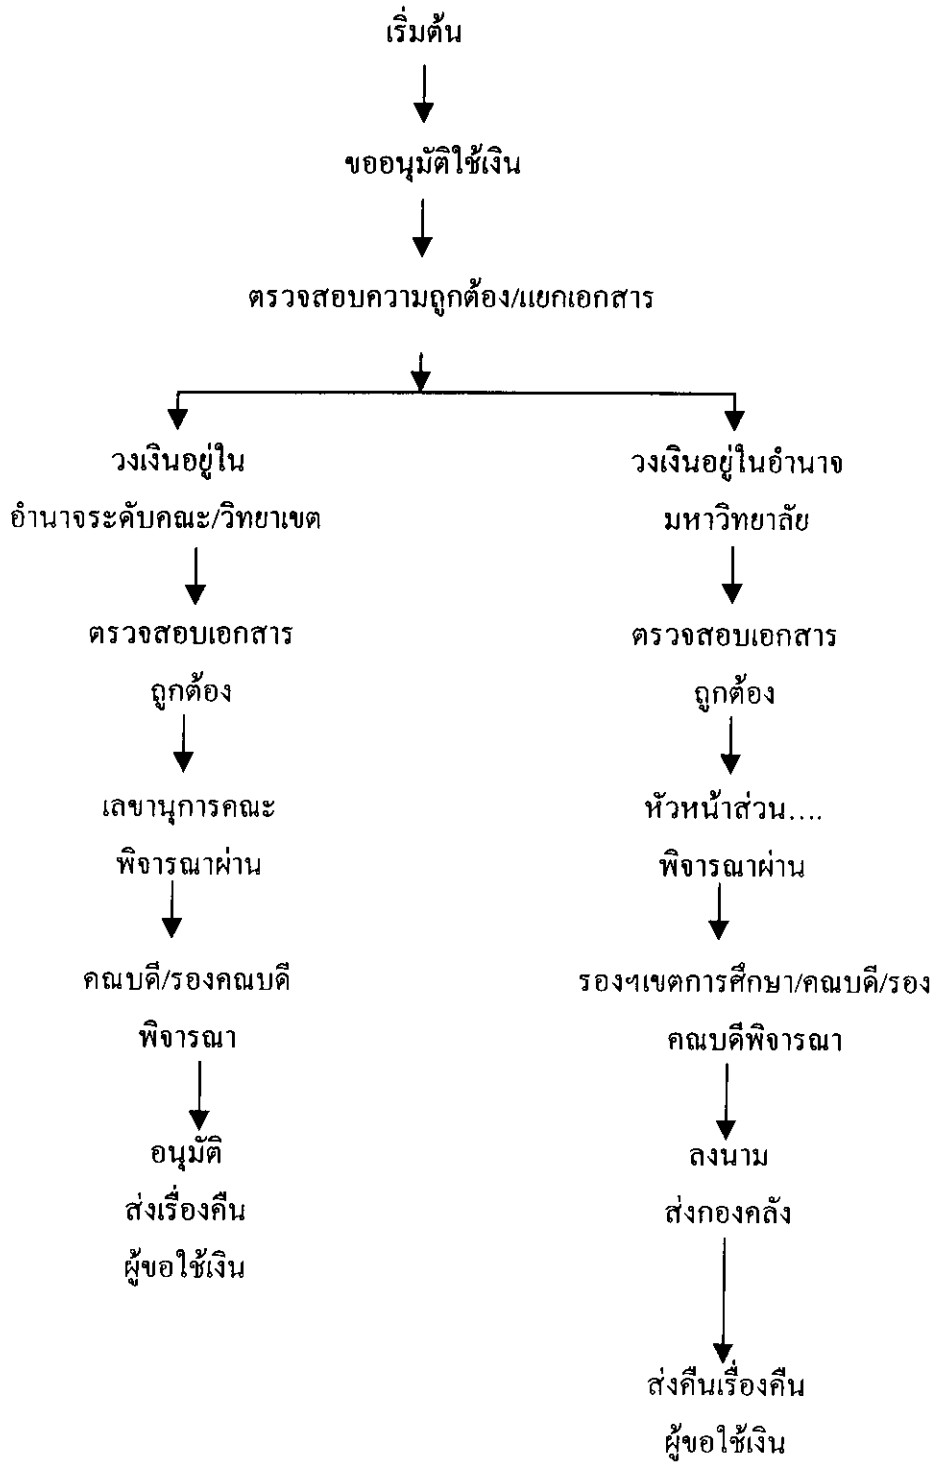 เริ่มต้น
ขออนุมัติใช้เงิน
ตรวจสอบความถูกต้อง/แยกเอกสาร
วงเงินอยู่ใน
อำนาจระดับคณะ/วิทยาเขต
ตรวจสอบเอกสาร
ถูกต้อง
เลขานุการคณะ
พิจารณาผ่าน
คณบดี/รองคณบดี
พิจารณา
อนุมัติ
ส่งเรื่องคืน
ผู้ขอใช้เงิน
วงเงินอยู่ในอำนาจ
มหาวิทยาลัย
ตรวจสอบเอกสาร
ถูกต้อง
หัวหน้าส่วน....
พิจารณาผ่าน
รองฯเขตการศึกษา/คณบดี/รอง
คณบดีพิจารณา
ลงนาม
ส่งกองคลัง
ส่งคืนเรื่องคืน
ผู้ขอใช้เงิน